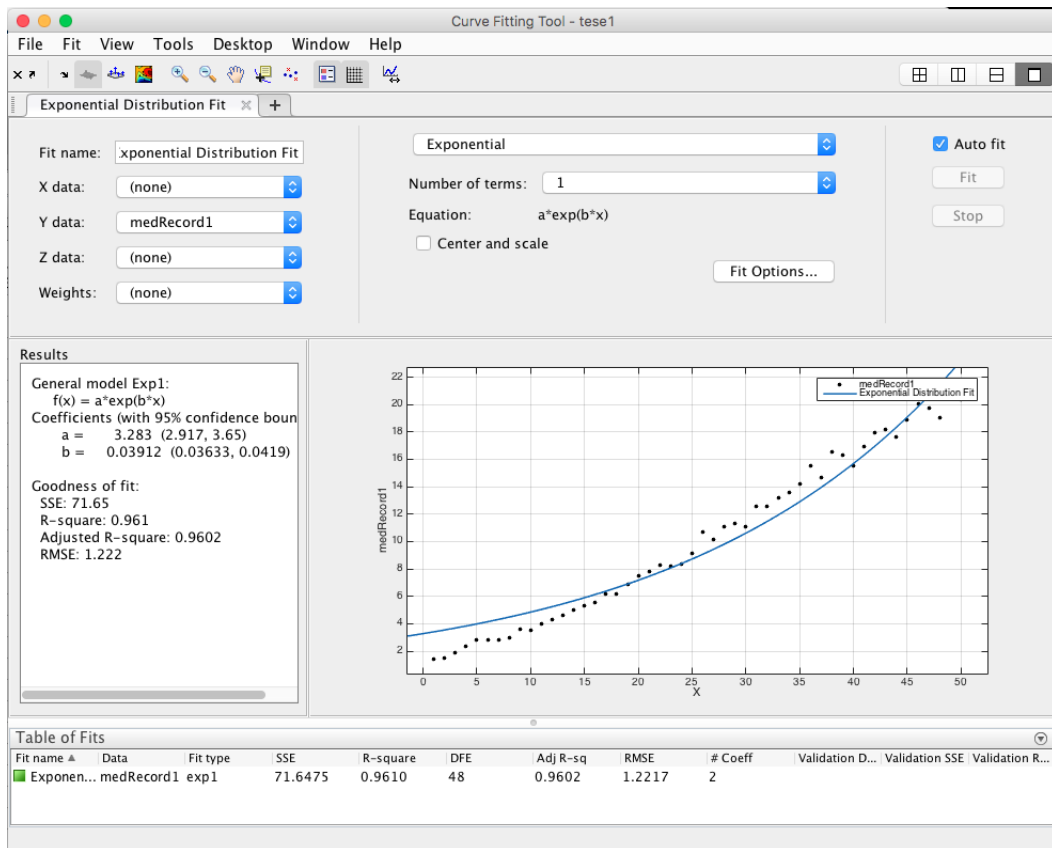 Curve Fitting Tool - tese1
File Fit View Tools Desktop Window Help
Exponential Distribution Fit
Fit name: xponential Distribution Fit
X data: (none)
Y data: medRecord1
Z data: (none)
Weights: (none)
Exponential
Number of terms: 1
Equation: a*exp(b*x)
Center and scale
Fit Options...
Auto fit
Fit
Stop
Results
General model Exp1:
f(x) = a*exp(b*x)
Coefficients (with 95% confidence boun
a = 3.283 (2.917, 3.65)
b = 0.03912 (0.03633, 0.0419)
Goodness of fit:
SSE: 71.65
R-square: 0.961
Adjusted R-square: 0.9602
RMSE: 1.222
medRecord1
Exponential Distribution Fit
22
20
18
16
14
12
10
8
6
4
2
medRecord1
0 5 10 15 20 25 30 35 40 45 50
X
Table of Fits
Fit name Data Fit type SSE R-square DFE Adj R-sq RMSE # Coeff Validation D... Validation SSE Validation R...
Exponen... medRecord1 exp1 71.6475 0.9610 48 0.9602 1.2217 2